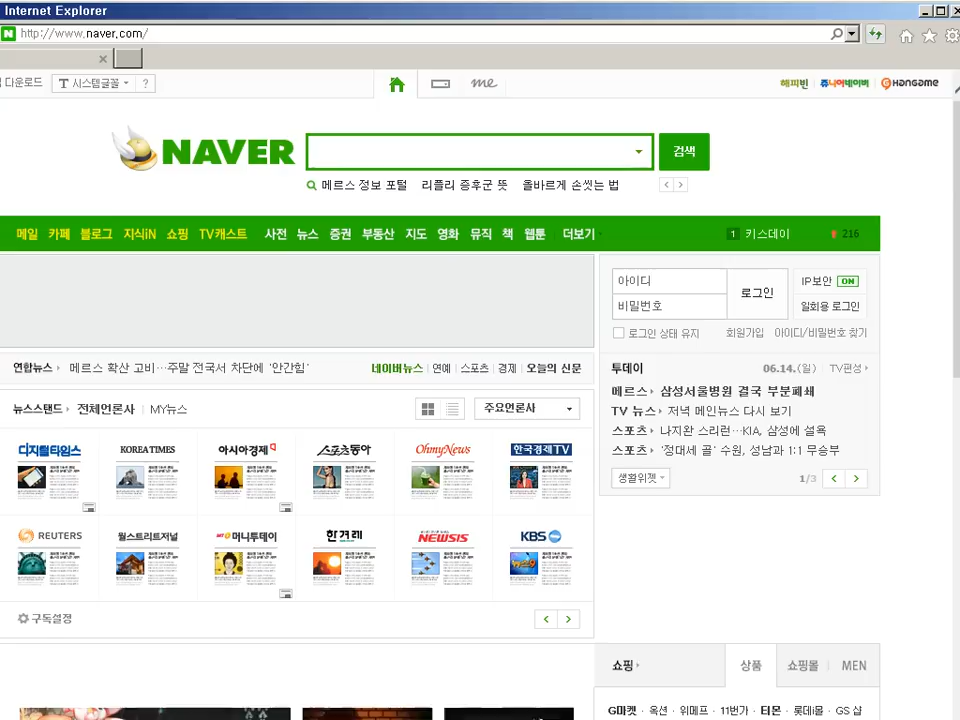 Internet Explorer
http://www.naver.com/
다운로드 T 시스템글꼴 ?
me 해피빈 쥬니어네이버 HANGAME
NAVER 검색
메르스 정보 포털 리플리 증후군 뜻 올바르게 손씻는 법
메일 카페 블로그 지식iN 쇼핑 TV캐스트 사전 뉴스 증권 부동산 지도 영화 뮤직 책 웹툰 더보기 1 키스데이 216
아이디
비밀번호
로그인
IP보안 ON
일회용 로그인
로그인 상태 유지 회원가입 아이디/비밀번호 찾기
연합뉴스 메르스 확산 고비…주말 전국서 차단에 '안간힘'
네이버뉴스 연예 스포츠 경제 오늘의 신문
뉴스스탠드 전체언론사 MY뉴스 주요언론사
디지털타임스 KOREA TIMES 아시아경제 스포츠동아 OhmyNews 한국경제TV
REUTERS 월스트리트저널 머니투데이 한겨레 NEWSIS KBS
구독설정
투데이 06.14.(일) TV편성
메르스 삼성서울병원 결국 부분폐쇄
TV 뉴스 저녁 메인뉴스 다시 보기
스포츠 나지완 스리런…KIA, 삼성에 설욕
스포츠 '정대세 골' 수원, 성남과 1:1 무승부
생활위젯 1/3
쇼핑 상품 쇼핑몰 MEN
G마켓 · 옥션 · 위메프 · 11번가 · 티몬 · 롯데i몰 · GS 샵